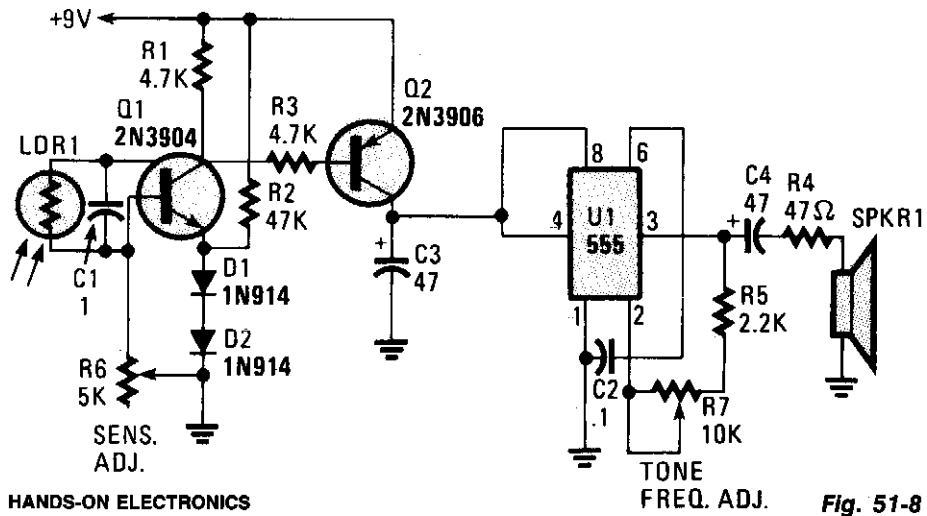 +9V
R1
4.7K
Q1
2N3904
LDR1
C1
1
R3
4.7K
R2
47K
Q2
2N3906
D1
1N914
D2
1N914
R6
5K
SENS.
ADJ.
C3
47
+
8
6
4
U1
555
3
1
2
C2
.1
C4
47
+
R4
47Ω
SPKR1
R5
2.2K
R7
10K
TONE
FREQ. ADJ.
HANDS-ON ELECTRONICS
Fig. 51-8